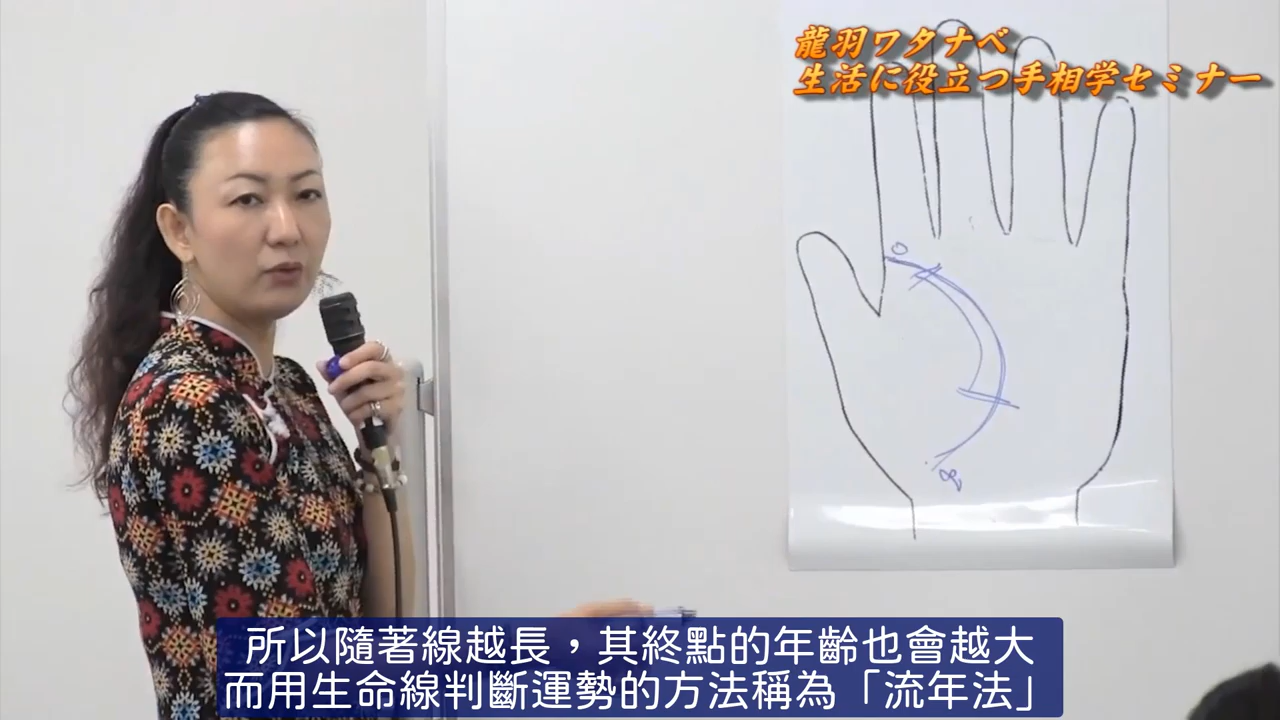 龍羽ワタナベ
生活に役立つ手相学セミナー
0
所以隨著線越長，其終點的年齡也會越大
而用生命線判斷運勢的方法稱為「流年法」